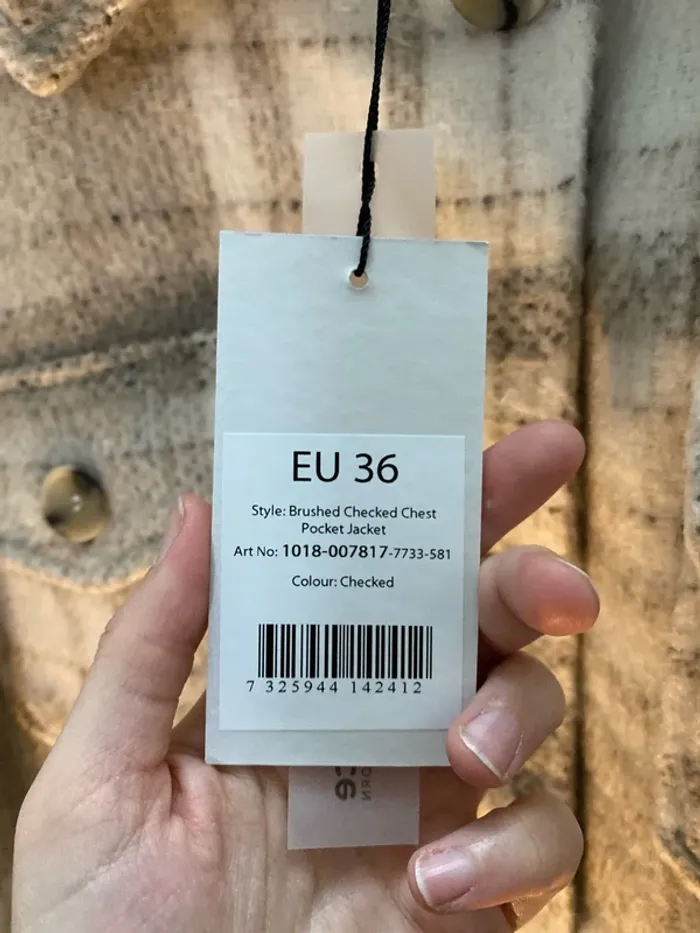 EU 36
Style: Brushed Checked Chest
Pocket Jacket
Art No: 1018-007817-7733-581
Colour: Checked
7 325944 142412